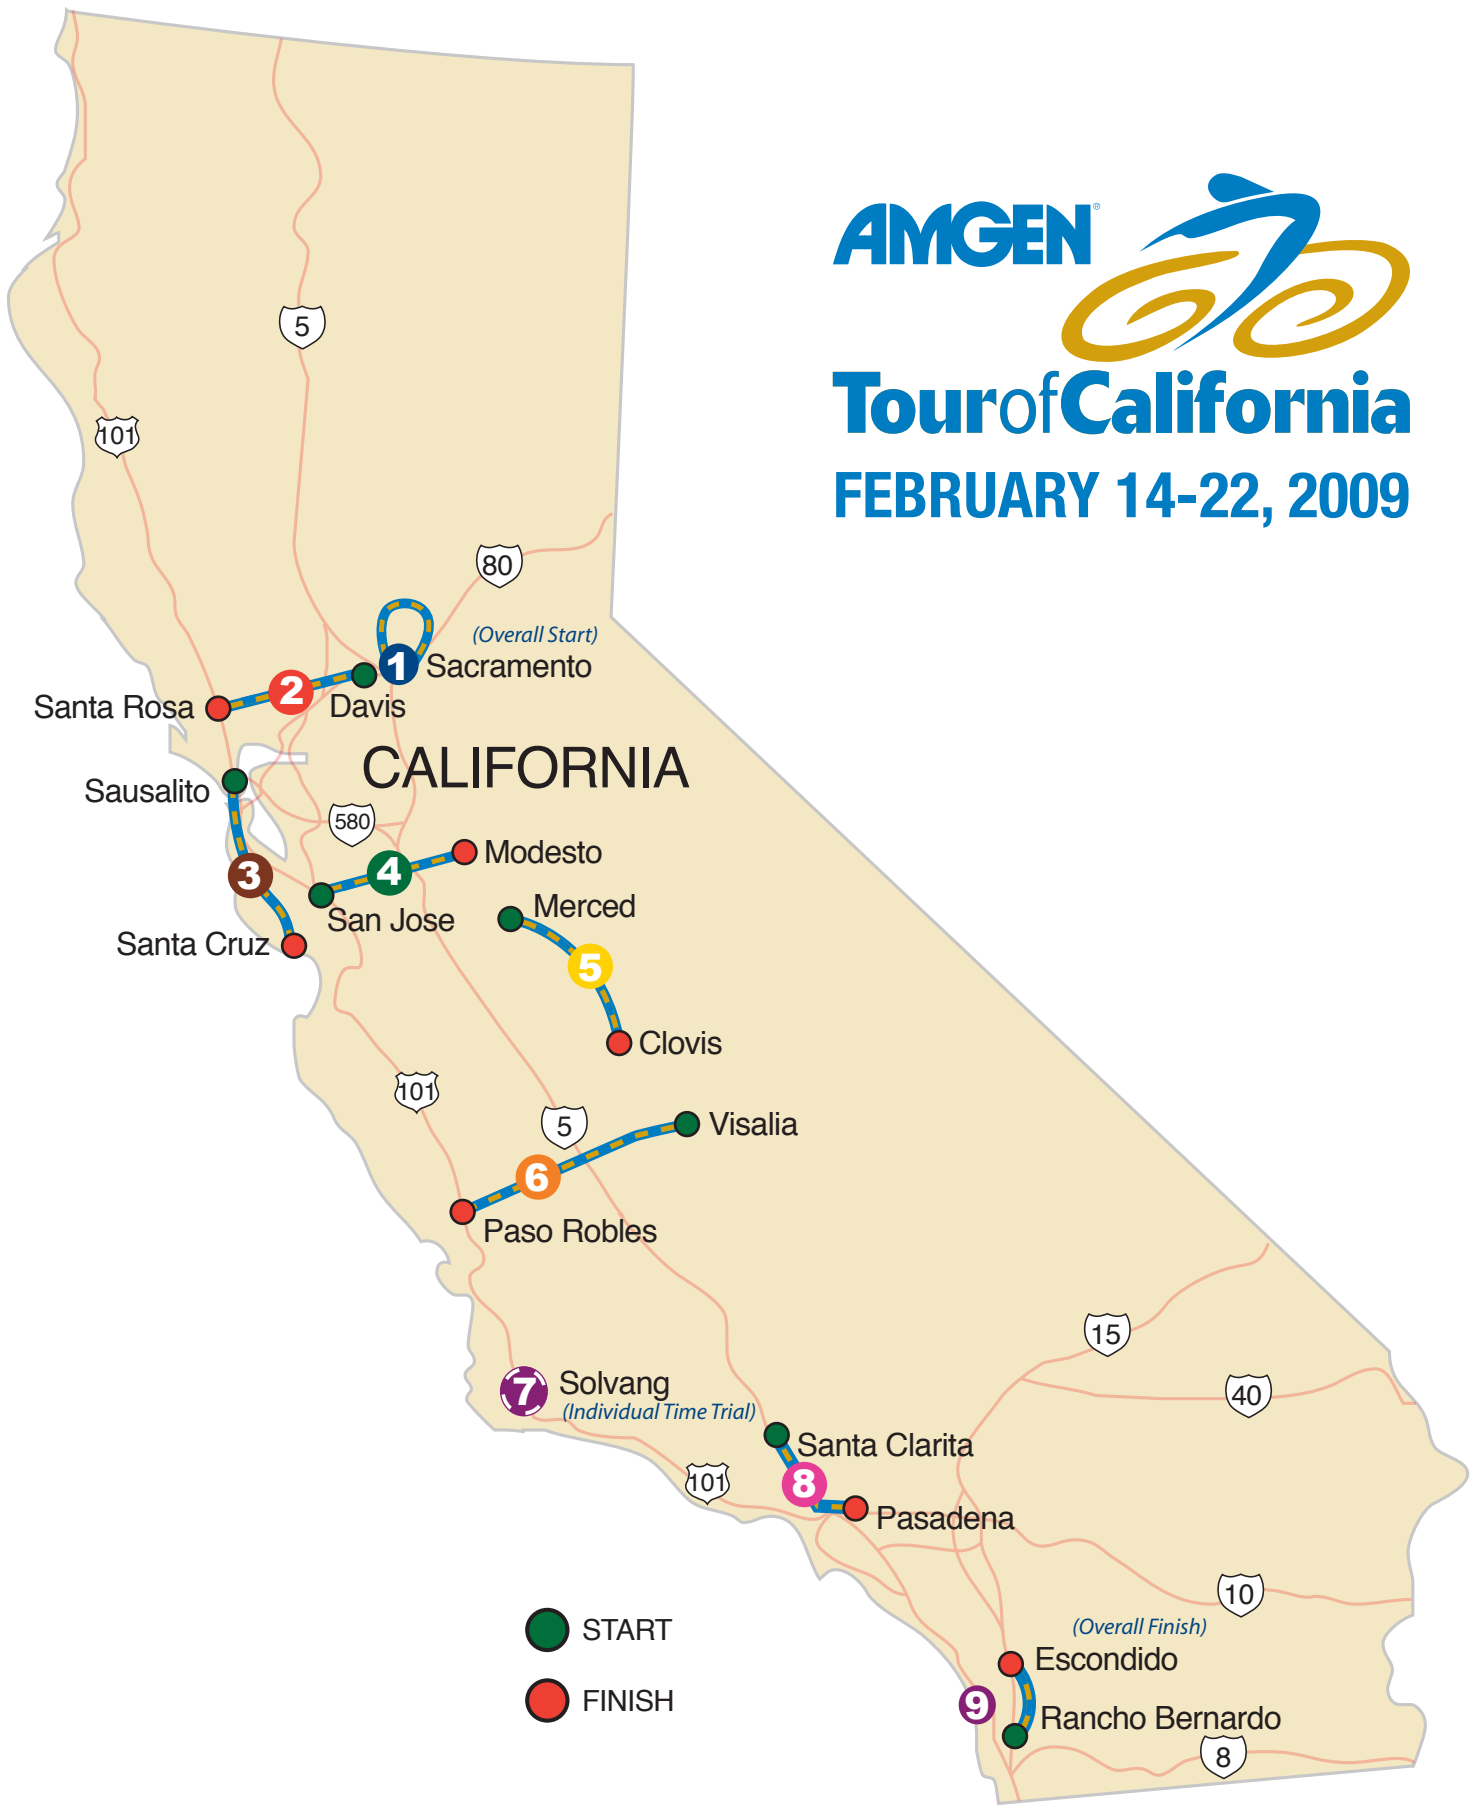 AMGEN®
TourofCalifornia
FEBRUARY 14-22, 2009
5
101
80
(Overall Start)
1
Sacramento
2
Santa Rosa
Davis
CALIFORNIA
Sausalito
580
Modesto
3
4
Merced
San Jose
Santa Cruz
5
Clovis
101
5
Visalia
6
Paso Robles
15
7
Solvang
(Individual Time Trial)
40
Santa Clarita
101
8
Pasadena
10
START
(Overall Finish)
Escondido
FINISH
9
Rancho Bernardo
8